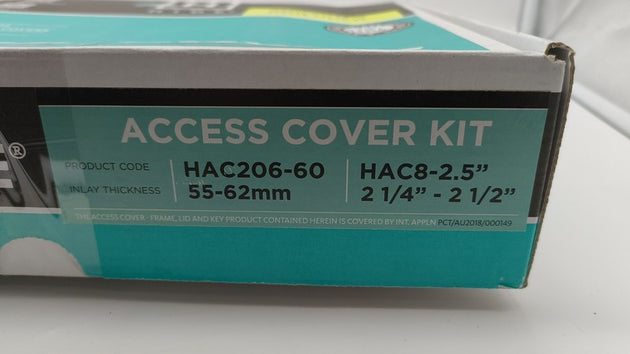 ACCESS COVER KIT
PRODUCT CODE HAC206-60 HAC8-2.5”
INLAY THICKNESS 55-62mm 2 1/4” - 2 1/2”
THE ACCESS COVER - FRAME, LID AND KEY PRODUCT CONTAINED HEREIN IS COVERED BY INT. APPLN PCT/AU2018/000149
E®